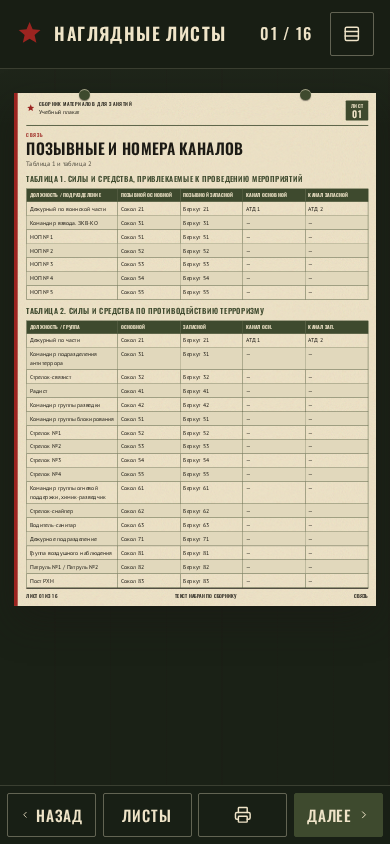 НАГЛЯДНЫЕ ЛИСТЫ 01 / 16
СБОРНИК МАТЕРИАЛОВ ДЛЯ ЗАНЯТИЙ
Учебный плакат
ЛИСТ
01
СВЯЗЬ
ПОЗЫВНЫЕ И НОМЕРА КАНАЛОВ
Таблица 1 и таблица 2
ТАБЛИЦА 1. СИЛЫ И СРЕДСТВА, ПРИВЛЕКАЕМЫЕ К ПРОВЕДЕНИЮ МЕРОПРИЯТИЙ
ДОЛЖНОСТЬ / ПОДРАЗДЕЛЕНИЕ ПОЗЫВНОЙ ОСНОВНОЙ ПОЗЫВНОЙ ЗАПАСНОЙ КАНАЛ ОСНОВНОЙ КАНАЛ ЗАПАСНОЙ
Дежурный по воинской части Сокол 21 Беркут 21 АТД 1 АТД 2
Командир взвода ЗКВ-КО Сокол 31 Беркут 31 — —
НОП № 1 Сокол 51 Беркут 51 — —
НОП № 2 Сокол 52 Беркут 52 — —
НОП № 3 Сокол 53 Беркут 53 — —
НОП № 4 Сокол 54 Беркут 54 — —
НОП № 5 Сокол 55 Беркут 55 — —
ТАБЛИЦА 2. СИЛЫ И СРЕДСТВА ПО ПРОТИВОДЕЙСТВИЮ ТЕРРОРИЗМУ
ДОЛЖНОСТЬ / ГРУППА ОСНОВНОЙ ЗАПАСНОЙ КАНАЛ ОСН. КАНАЛ ЗАП.
Дежурный по части Сокол 21 Беркут 21 АТД 1 АТД 2
Командир подразделения антитеррора Сокол 31 Беркут 31 — —
Стрелок-связист Сокол 32 Беркут 32 — —
Радист Сокол 41 Беркут 41 — —
Командир группы разведки Сокол 42 Беркут 42 — —
Командир группы блокирования Сокол 51 Беркут 51 — —
Стрелок №1 Сокол 52 Беркут 52 — —
Стрелок №2 Сокол 53 Беркут 53 — —
Стрелок №3 Сокол 54 Беркут 54 — —
Стрелок №4 Сокол 55 Беркут 55 — —
Командир группы огневой поддержки, химик-разведчик Сокол 61 Беркут 61 — —
Стрелок-снайпер Сокол 62 Беркут 62 — —
Водитель-санитар Сокол 63 Беркут 63 — —
Дежурное подразделение Сокол 71 Беркут 71 — —
Группа воздушного наблюдения Сокол 81 Беркут 81 — —
Патруль №1 / Патруль №2 Сокол 82 Беркут 82 — —
Пост РХН Сокол 83 Беркут 83 — —
ЛИСТ 01 ИЗ 16 ТЕКСТ НАБРАН ПО СБОРНИКУ СВЯЗЬ
НАЗАД ЛИСТЫ ДАЛЕЕ